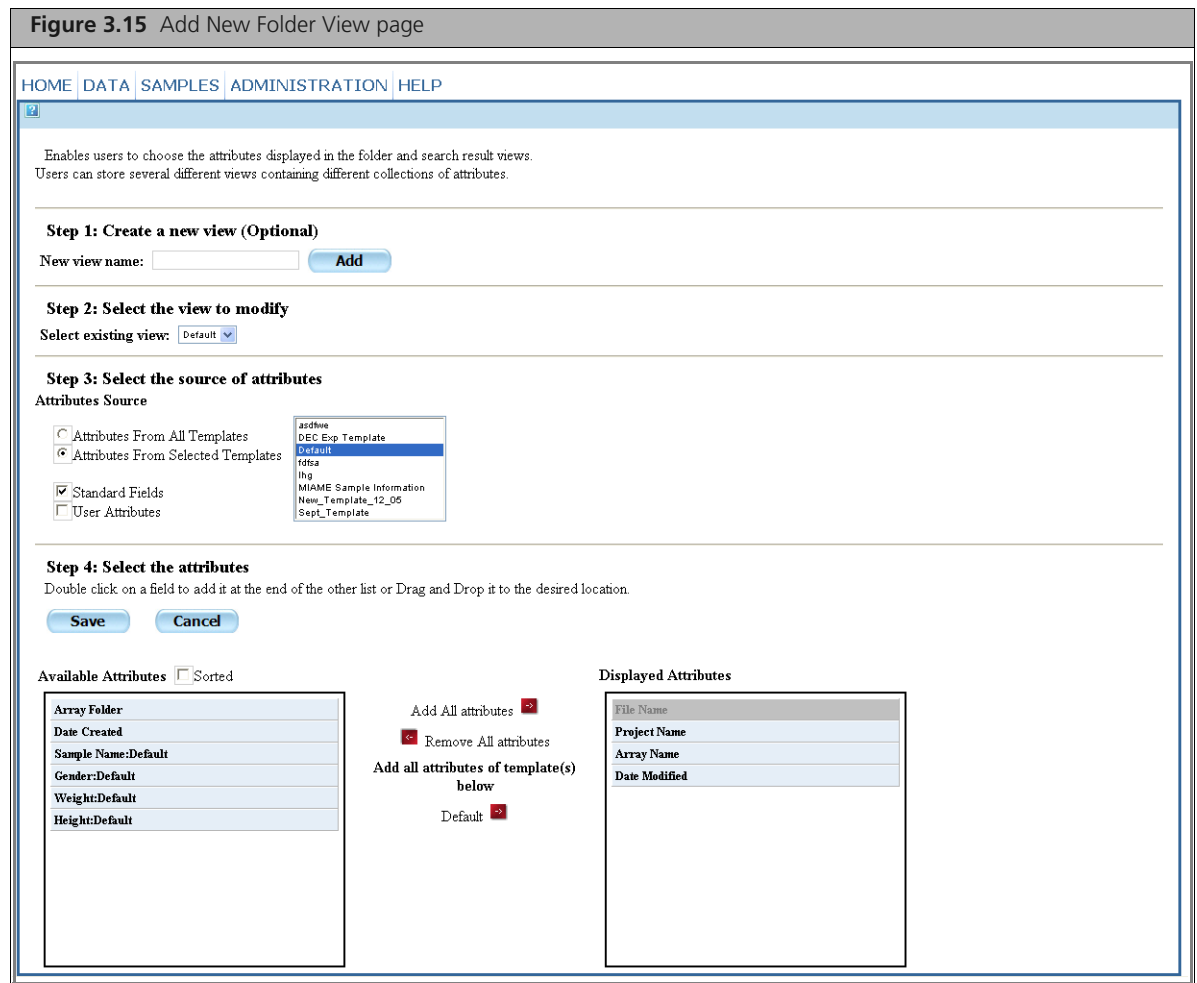 Figure 3.15 Add New Folder View page
HOME DATA SAMPLES ADMINISTRATION HELP
?
Enables users to choose the attributes displayed in the folder and search result views.
Users can store several different views containing different collections of attributes.
Step 1: Create a new view (Optional)
New view name: Add
Step 2: Select the view to modify
Select existing view: Default
Step 3: Select the source of attributes
Attributes Source
Attributes From All Templates
Attributes From Selected Templates
Standard Fields
User Attributes
asdfwe
DEC Exp Template
Default
fdfsa
lhg
MIAME Sample Information
New_Template_12_05
Sept_Template
Step 4: Select the attributes
Double click on a field to add it at the end of the other list or Drag and Drop it to the desired location.
Save Cancel
Available Attributes Sorted
Array Folder
Date Created
Sample Name:Default
Gender:Default
Weight:Default
Height:Default
Add All attributes
Remove All attributes
Add all attributes of template(s)
below
Default
Displayed Attributes
File Name
Project Name
Array Name
Date Modified